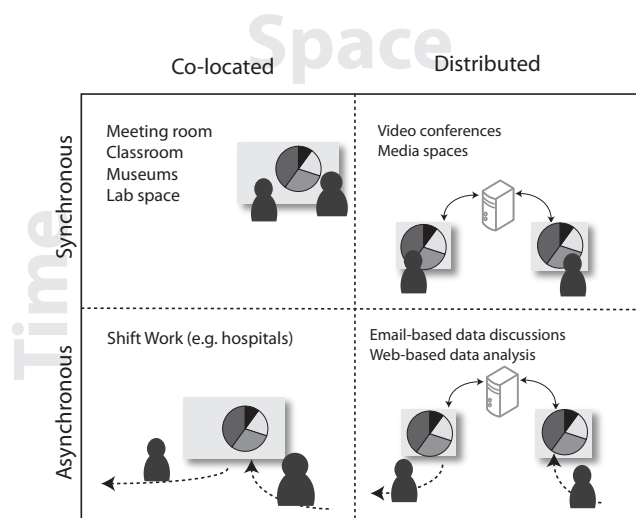 Space
Co-located
Distributed
Time
Synchronous
Meeting room
Classroom
Museums
Lab space
Video conferences
Media spaces
Asynchronous
Shift Work (e.g. hospitals)
Email-based data discussions
Web-based data analysis